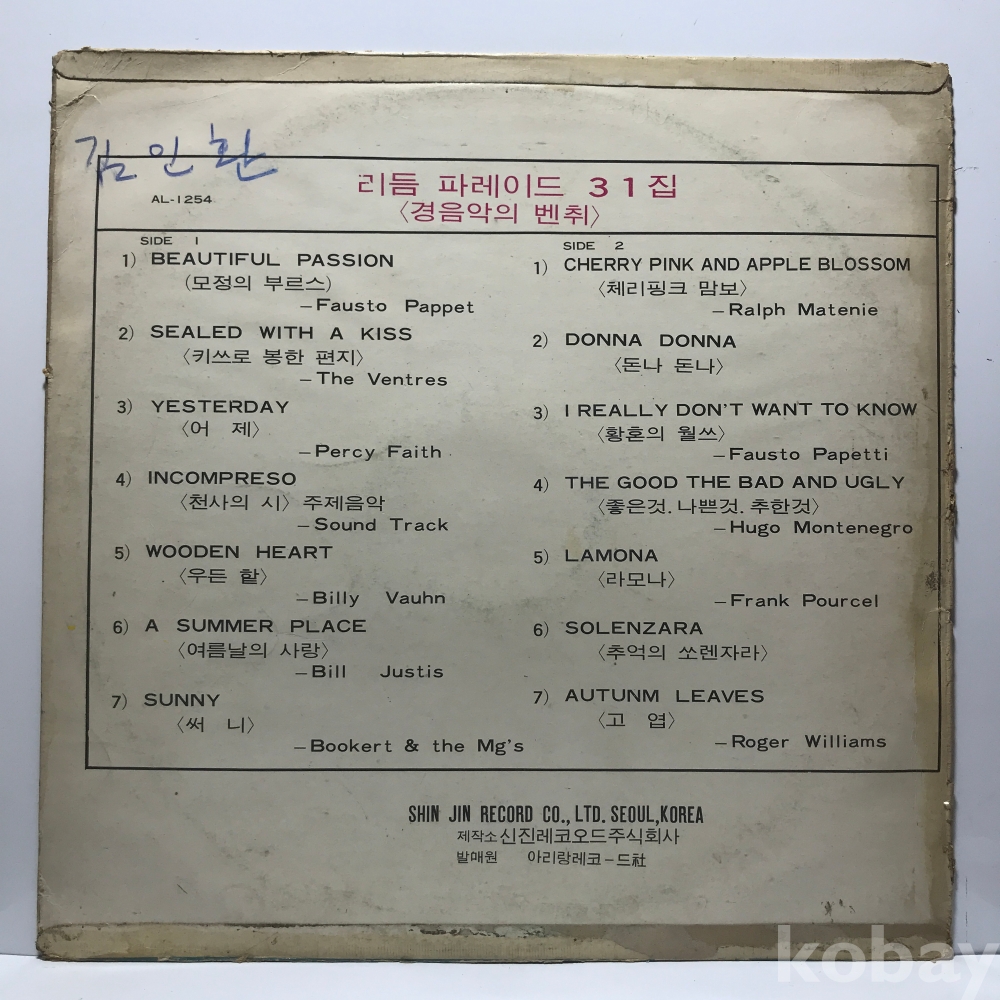 김인환
AL-1254
리듬 파레이드 31집
〈경음악의 벤취〉
SIDE 1
1) BEAUTIFUL PASSION
(모정의 부르스)
—Fausto Pappet
2) SEALED WITH A KISS
〈키쓰로 봉한 편지〉
—The Ventres
3) YESTERDAY
〈어 제〉
—Percy Faith
4) INCOMPRESO
〈천사의 시〉 주제음악
—Sound Track
5) WOODEN HEART
〈우든 핱〉
—Billy Vauhn
6) A SUMMER PLACE
〈여름날의 사랑〉
—Bill Justis
7) SUNNY
〈써 니〉
—Bookert & the Mg's
SIDE 2
1) CHERRY PINK AND APPLE BLOSSOM
〈체리핑크 맘보〉
—Ralph Matenie
2) DONNA DONNA
〈돈나 돈나〉
3) I REALLY DON'T WANT TO KNOW
〈황혼의 월쓰〉
—Fausto Papetti
4) THE GOOD THE BAD AND UGLY
〈좋은것. 나쁜것. 추한것〉
—Hugo Montenegro
5) LAMONA
〈라모나〉
—Frank Pourcel
6) SOLENZARA
〈추억의 쏘렌자라〉
7) AUTUNM LEAVES
〈고 엽〉
—Roger Williams
SHIN JIN RECORD CO., LTD. SEOUL, KOREA
제작소 신진레코오드주식회사
발매원 아리랑레코–드社
kobay